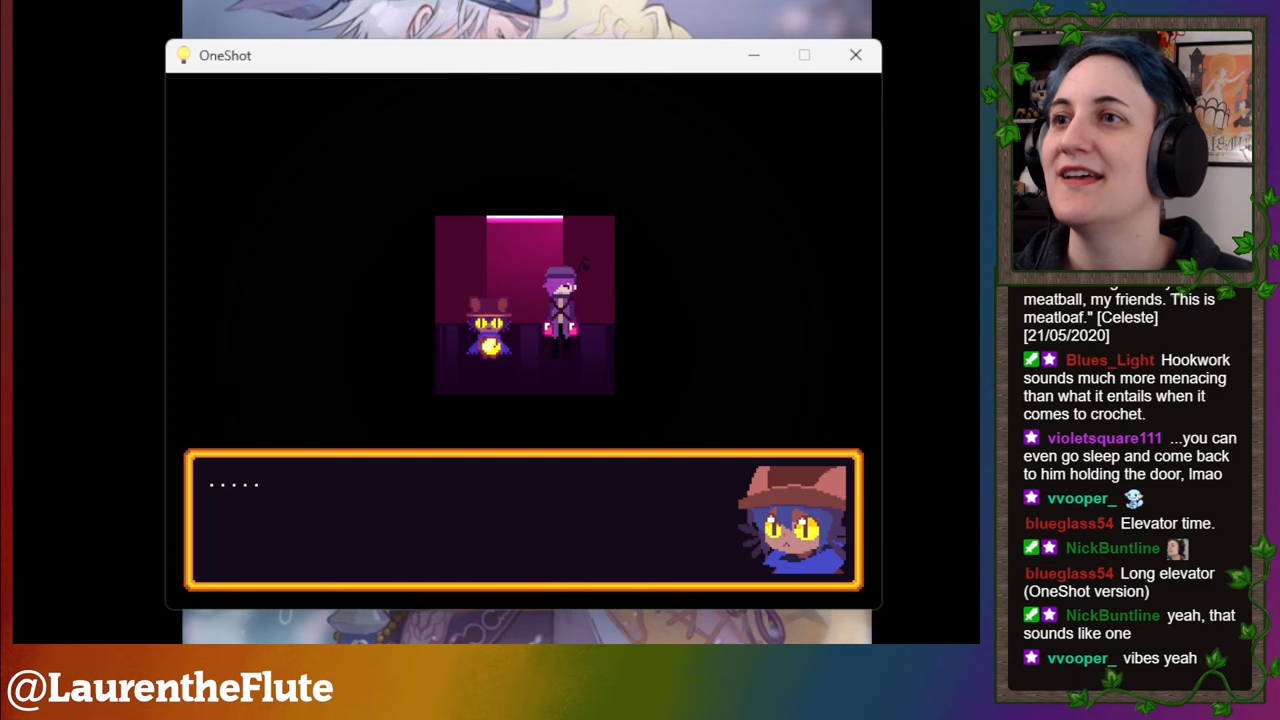 OneShot
.....
meatball, my friends. This is
meatloaf." [Celeste]
[21/05/2020]
Blues_Light Hookwork
sounds much more menacing
than what it entails when it
comes to crochet.
violetsquare111 ...you can
even go sleep and come back
to him holding the door, lmao
vvooper_
blueglass54 Elevator time.
NickBuntline
blueglass54 Long elevator
(OneShot version)
NickBuntline yeah, that
sounds like one
vvooper_ vibes yeah
@LaurentheFlute